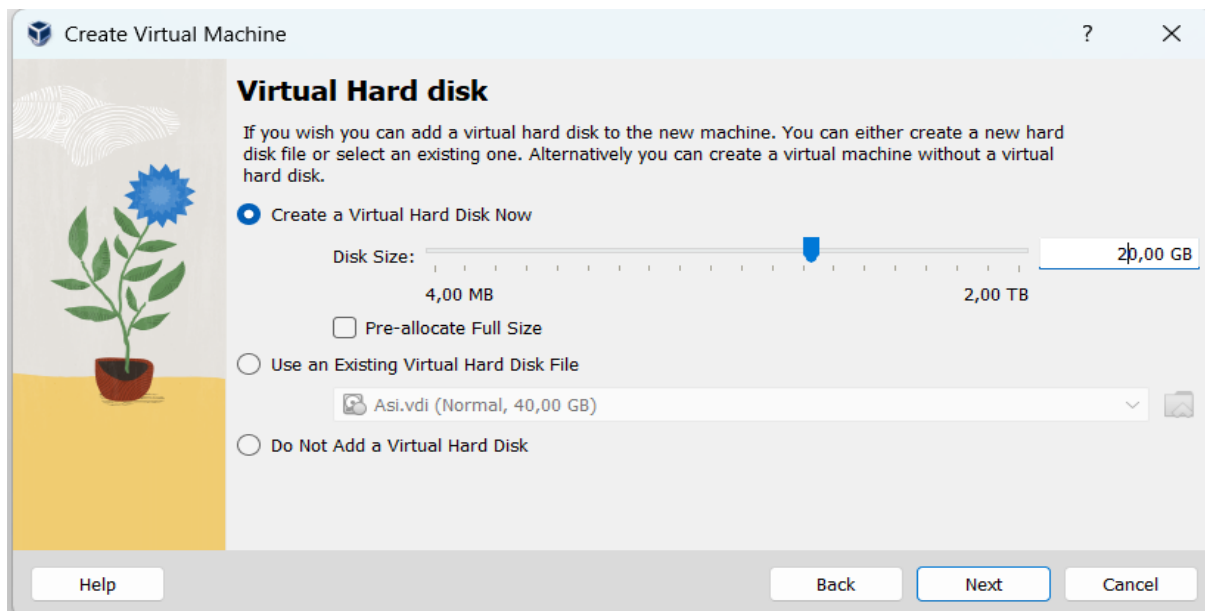 Create Virtual Machine
?
Virtual Hard disk
If you wish you can add a virtual hard disk to the new machine. You can either create a new hard
disk file or select an existing one. Alternatively you can create a virtual machine without a virtual
hard disk.
Create a Virtual Hard Disk Now
Disk Size:
20,00 GB
4,00 MB
2,00 TB
Pre-allocate Full Size
Use an Existing Virtual Hard Disk File
Asi.vdi (Normal, 40,00 GB)
Do Not Add a Virtual Hard Disk
Help
Back
Next
Cancel